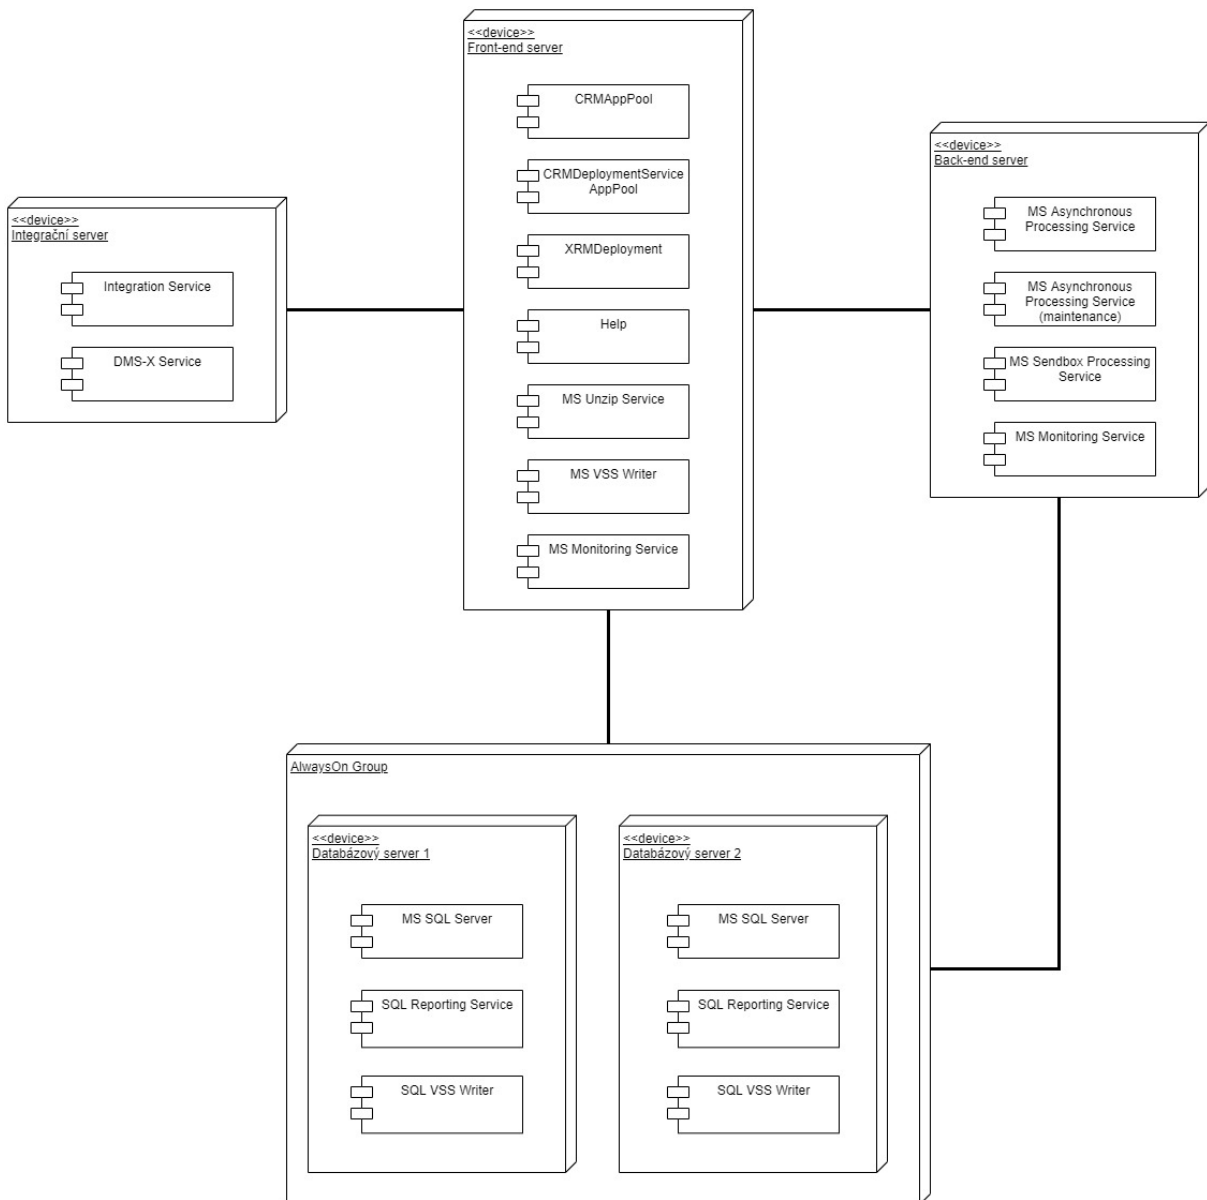 <<device>>
Front-end server
CRMAppPool
CRMDeploymentService
AppPool
XRMDeployment
Help
MS Unzip Service
MS VSS Writer
MS Monitoring Service
<<device>>
Back-end server
MS Asynchronous
Processing Service
MS Asynchronous
Processing Service
(maintenance)
MS Sendbox Processing
Service
MS Monitoring Service
<<device>>
Integrační server
Integration Service
DMS-X Service
AlwaysOn Group
<<device>>
Databázový server 1
MS SQL Server
SQL Reporting Service
SQL VSS Writer
<<device>>
Databázový server 2
MS SQL Server
SQL Reporting Service
SQL VSS Writer